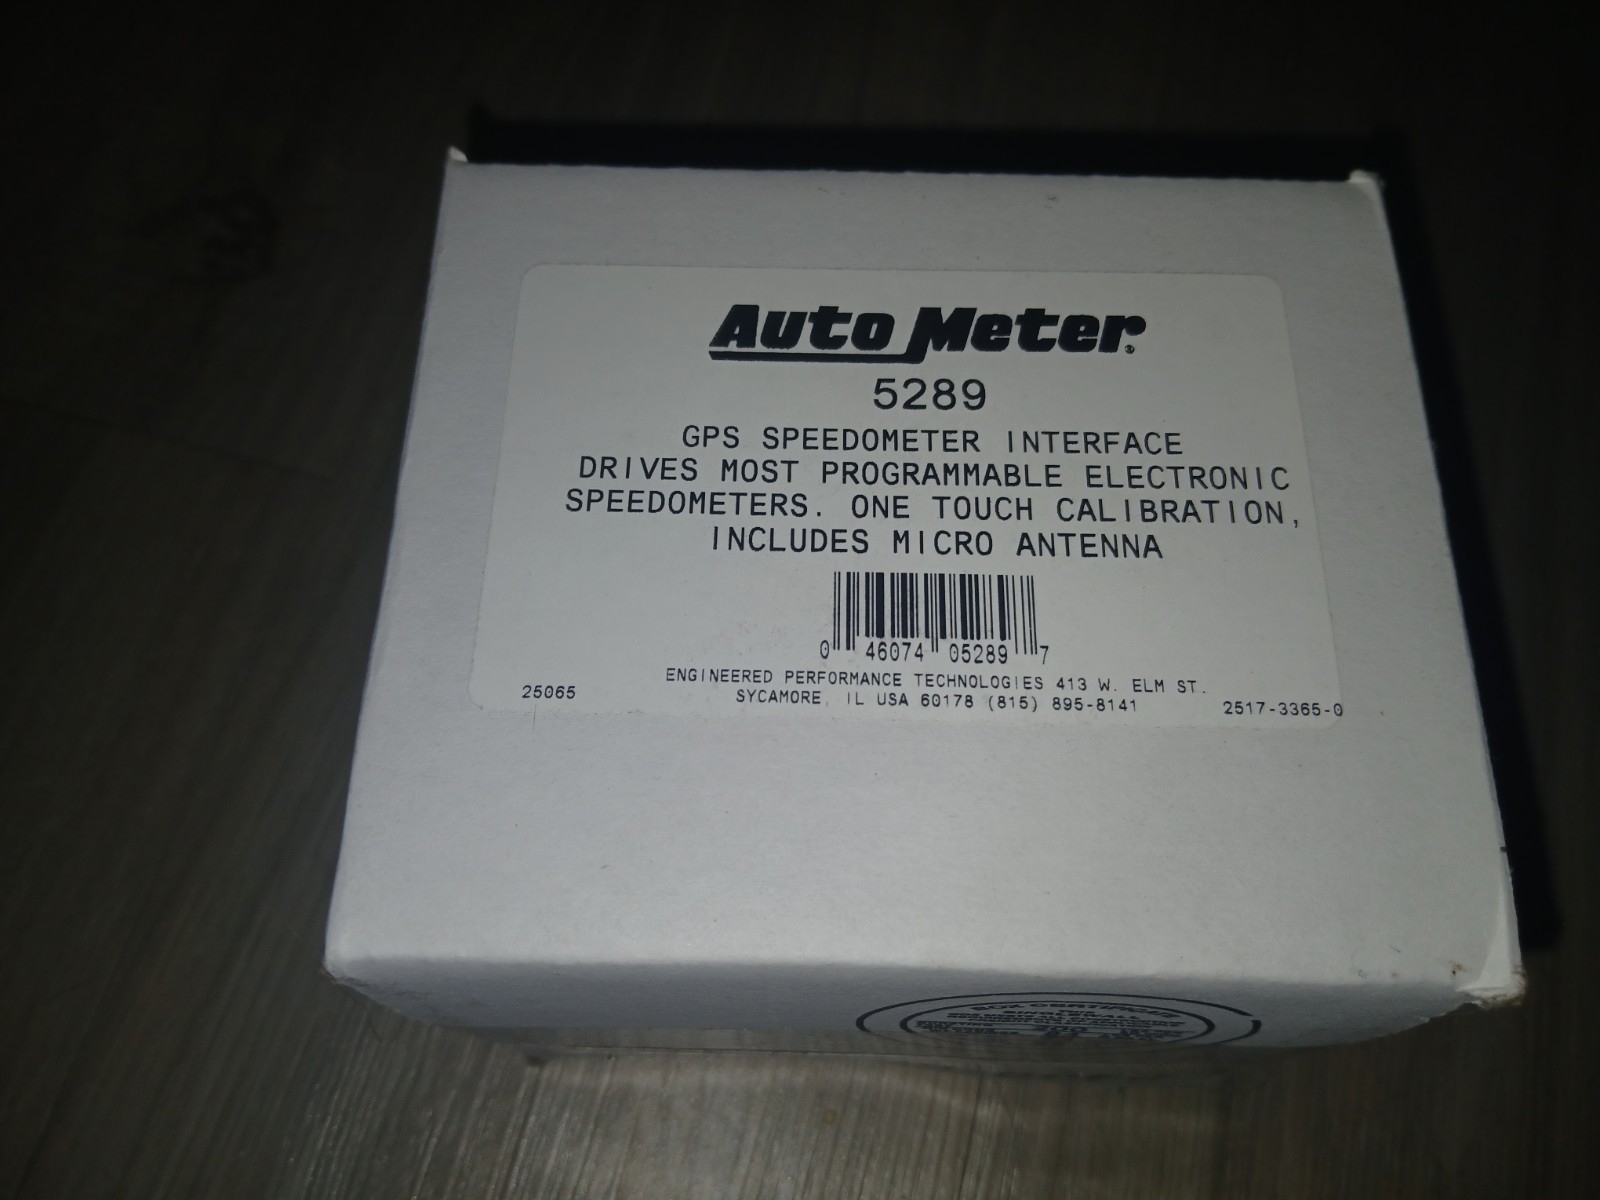 Auto Meter®
5289
GPS SPEEDOMETER INTERFACE
DRIVES MOST PROGRAMMABLE ELECTRONIC
SPEEDOMETERS. ONE TOUCH CALIBRATION,
INCLUDES MICRO ANTENNA
0 46074 05289 7
ENGINEERED PERFORMANCE TECHNOLOGIES 413 W. ELM ST.
25065 SYCAMORE, IL USA 60178 (815) 895-8141 2517-3365-0
BOX CERTIFICATE